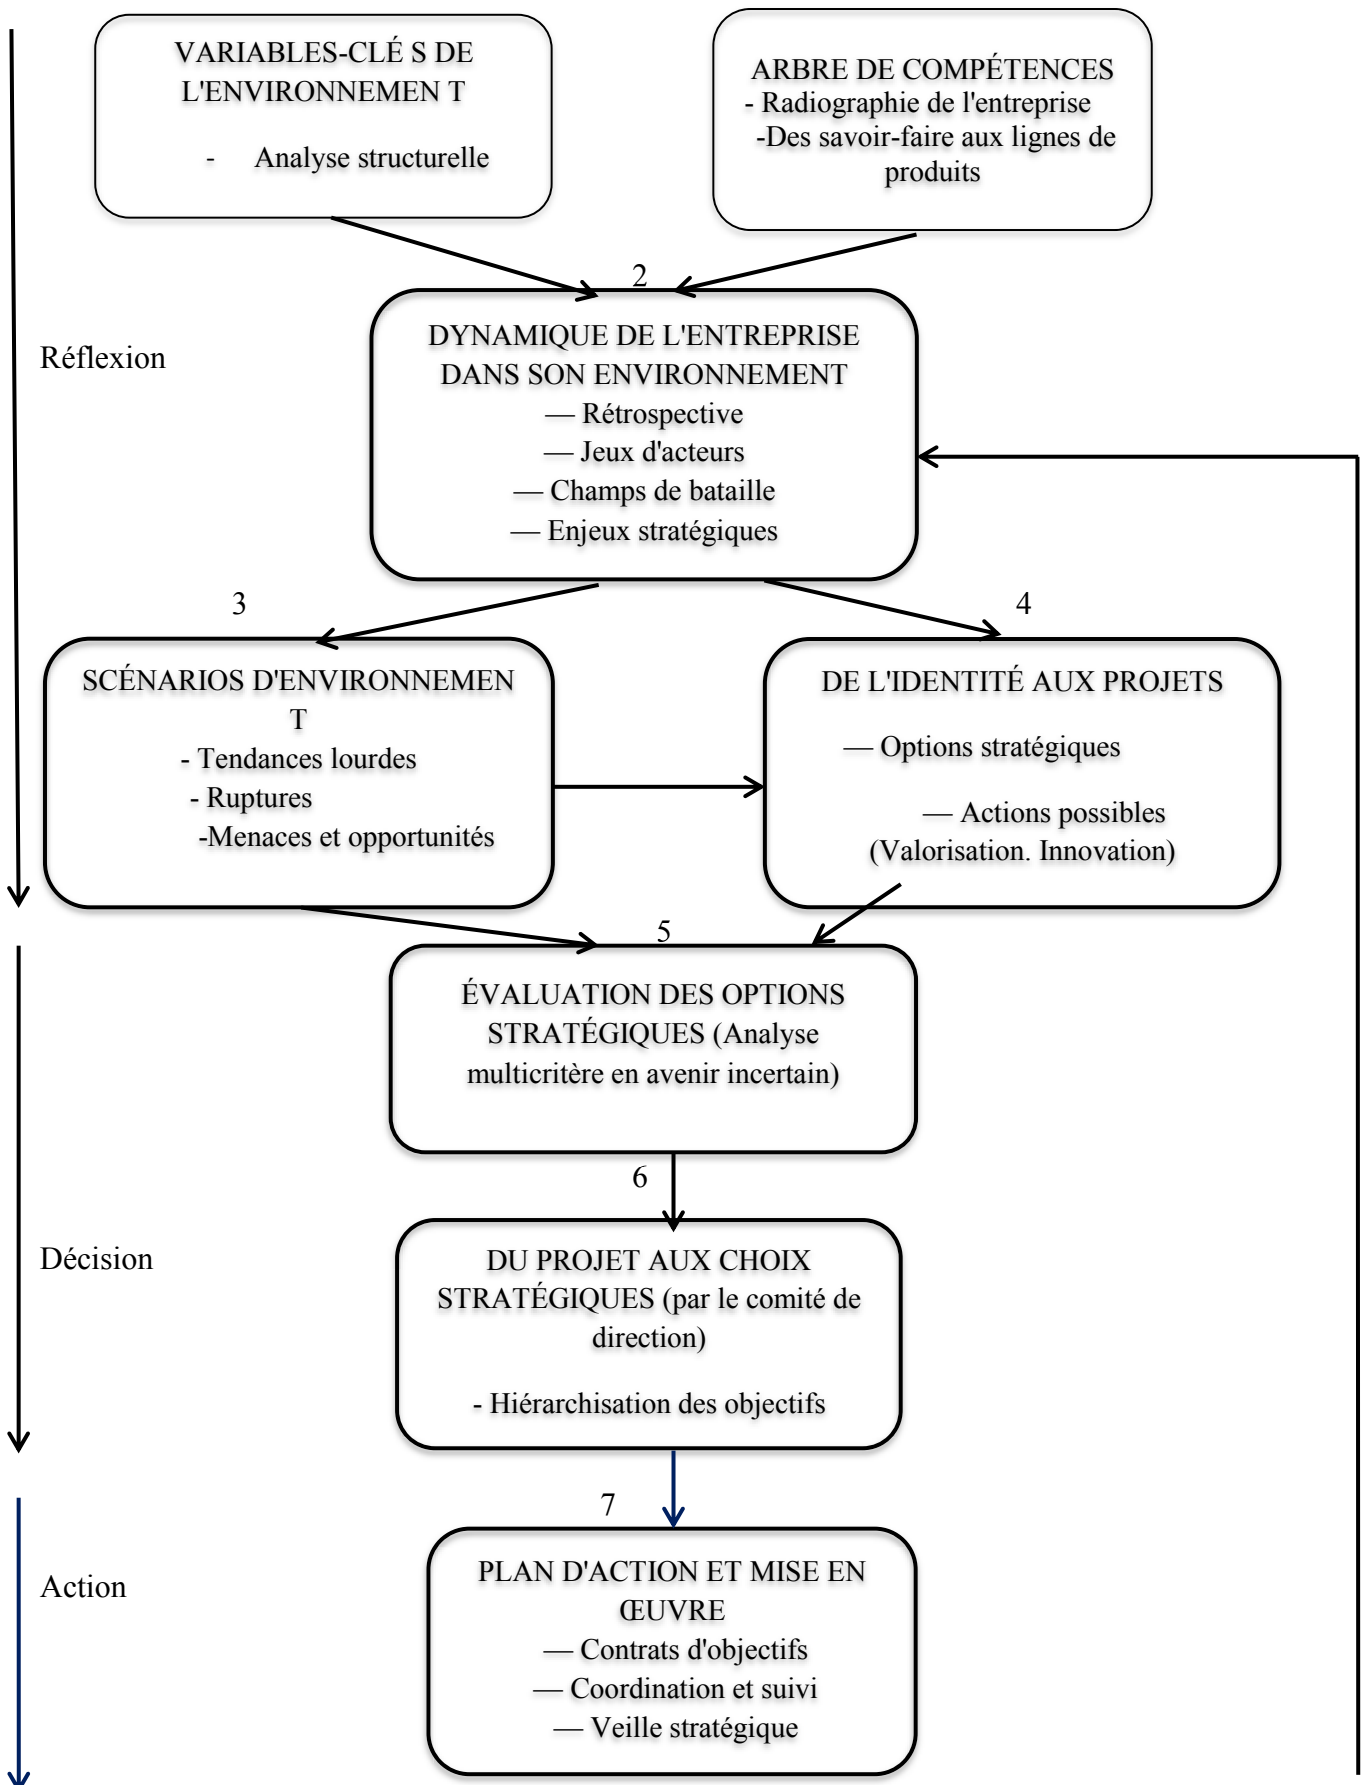 VARIABLES-CLÉ S DE
L'ENVIRONNEMEN T
- Analyse structurelle
ARBRE DE COMPÉTENCES
- Radiographie de l'entreprise
-Des savoir-faire aux lignes de
produits
2
DYNAMIQUE DE L'ENTREPRISE
DANS SON ENVIRONNEMENT
— Rétrospective
— Jeux d'acteurs
— Champs de bataille
— Enjeux stratégiques
Réflexion
3
SCÉNARIOS D'ENVIRONNEMEN
T
- Tendances lourdes
- Ruptures
-Menaces et opportunités
4
DE L'IDENTITÉ AUX PROJETS
— Options stratégiques
— Actions possibles
(Valorisation. Innovation)
5
ÉVALUATION DES OPTIONS
STRATÉGIQUES (Analyse
multicritère en avenir incertain)
6
Décision
DU PROJET AUX CHOIX
STRATÉGIQUES (par le comité de
direction)
- Hiérarchisation des objectifs
7
Action
PLAN D'ACTION ET MISE EN
ŒUVRE
— Contrats d'objectifs
— Coordination et suivi
— Veille stratégique